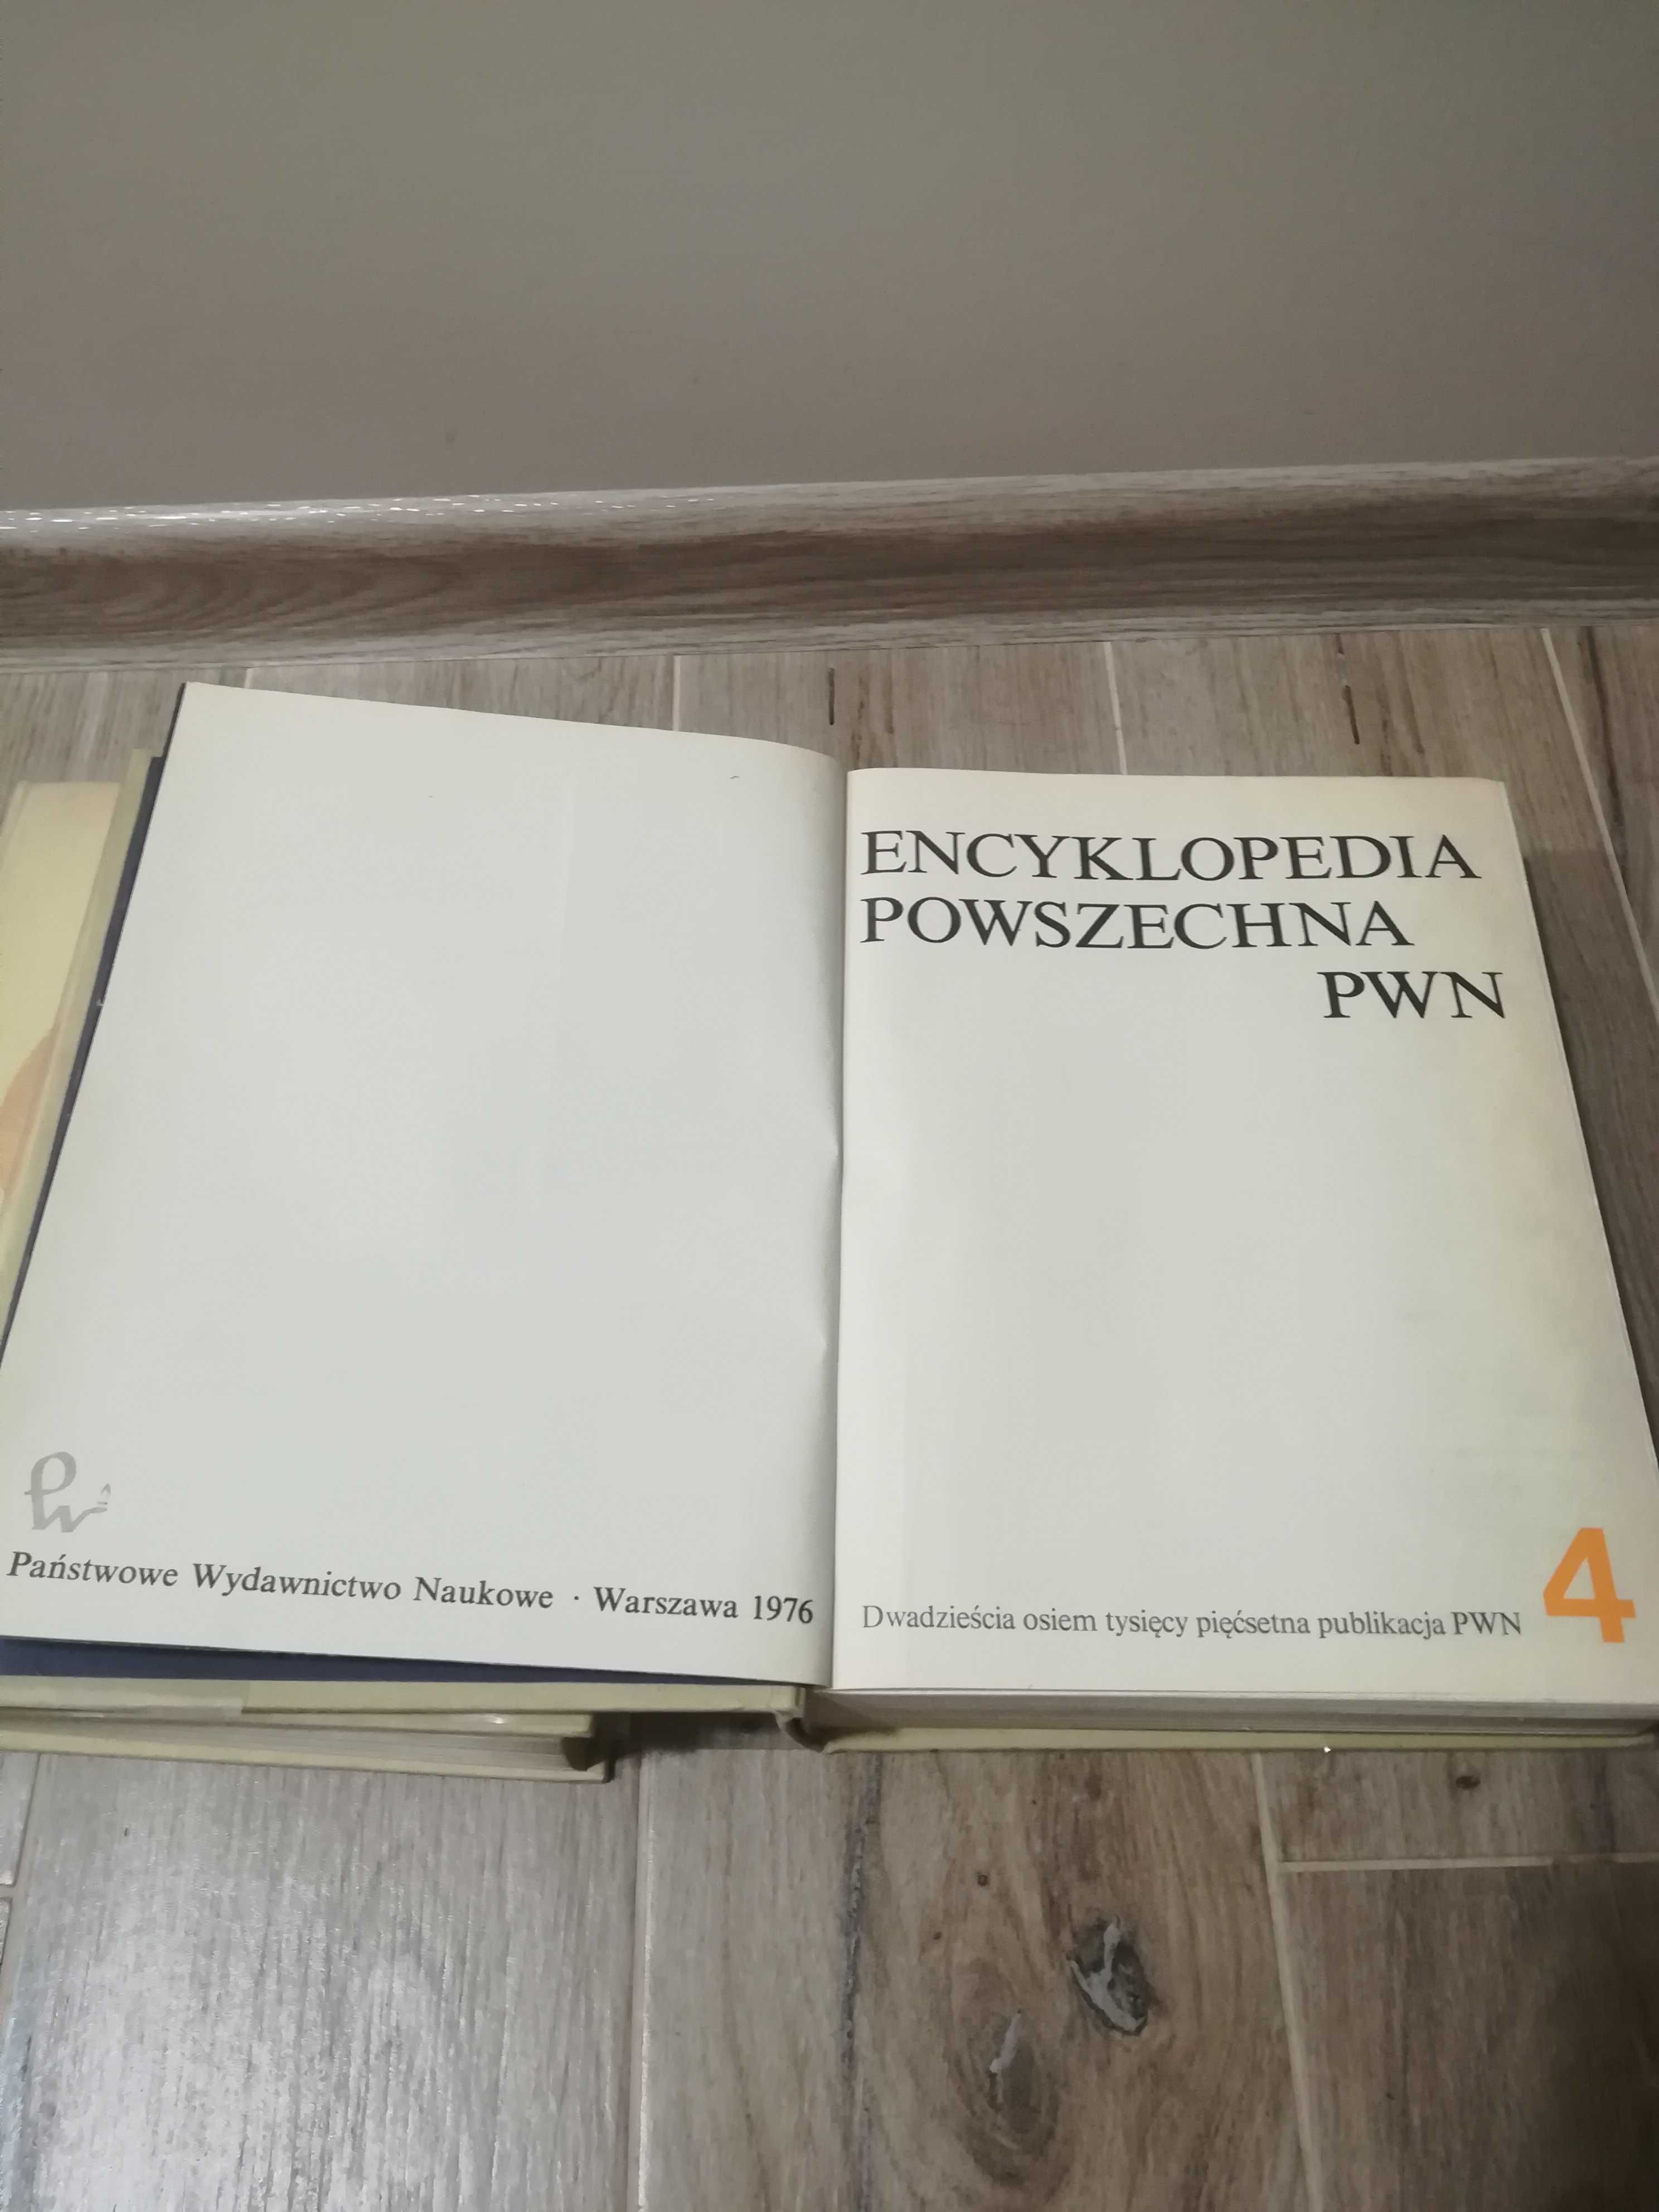 Państwowe Wydawnictwo Naukowe · Warszawa 1976
ENCYKLOPEDIA
POWSZECHNA
PWN
Dwadzieścia osiem tysięcy pięćsetna publikacja PWN
4